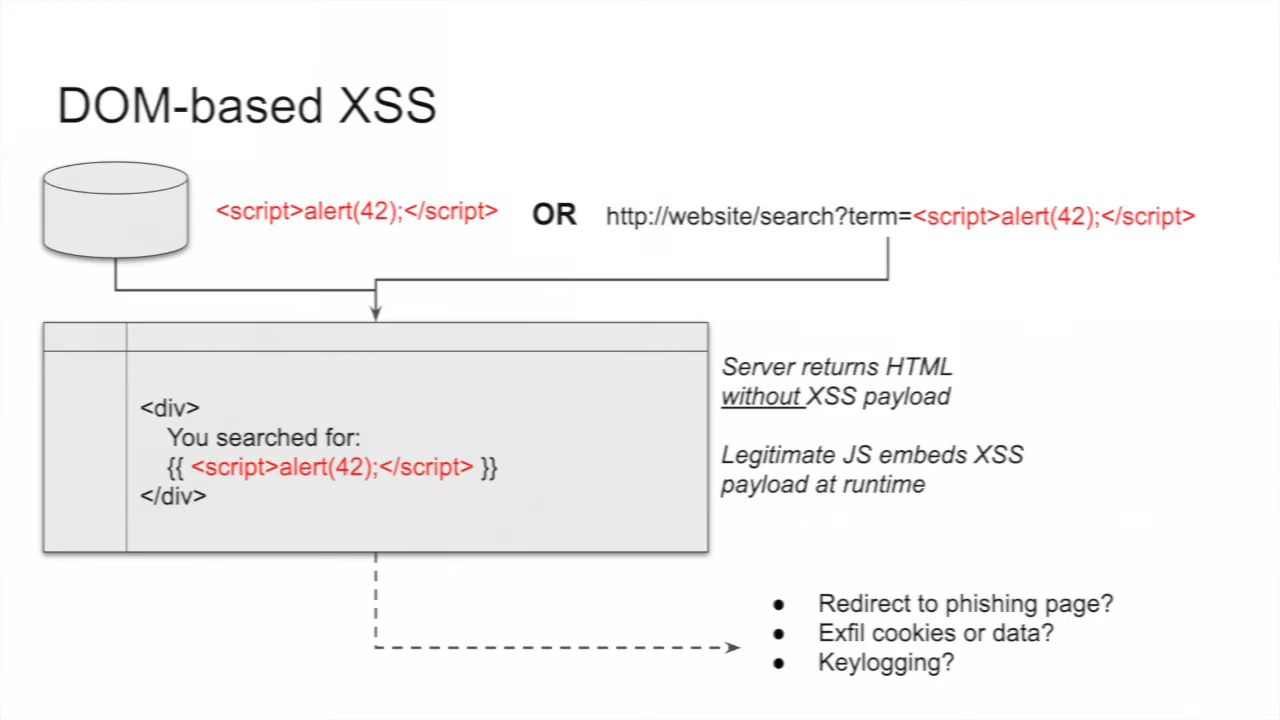 DOM-based XSS
<script>alert(42);</script> OR http://website/search?term=<script>alert(42);</script>
<div>
You searched for:
{{ <script>alert(42);</script> }}
</div>
Server returns HTML
without XSS payload
Legitimate JS embeds XSS
payload at runtime
● Redirect to phishing page?
● Exfil cookies or data?
● Keylogging?